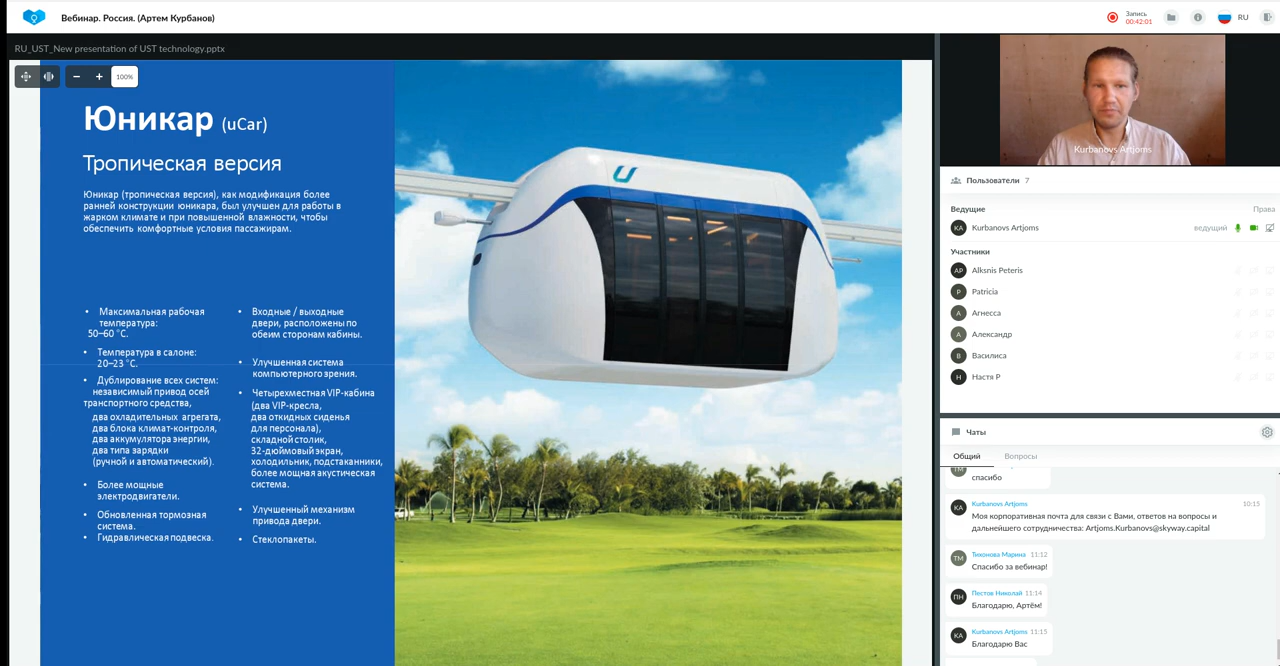 Вебинар. Россия. (Артем Курбанов)
Запись
00:42:01
RU
RU_UST_New presentation of UST technology.pptx
100%
Юникар (uCar)
Тропическая версия
Юникар (тропическая версия), как модификация более
ранней конструкции юникара, был улучшен для работы в
жарком климате и при повышенной влажности, чтобы
обеспечить комфортные условия пассажирам.
• Максимальная рабочая
температура:
50–60 °C.
• Температура в салоне:
20–23 °C.
• Дублирование всех систем:
независимый привод осей
транспортного средства,
два охладительных агрегата,
два блока климат-контроля,
два аккумулятора энергии,
два типа зарядки
(ручной и автоматический).
• Более мощные
электродвигатели.
• Обновленная тормозная
система.
• Гидравлическая подвеска.
• Входные / выходные
двери, расположены по
обеим сторонам кабины.
• Улучшенная система
компьютерного зрения.
• Четырехместная VIP-кабина
(два VIP-кресла,
два откидных сиденья
для персонала),
складной столик,
32-дюймовый экран,
холодильник, подстаканники,
более мощная акустическая
система.
• Улучшенный механизм
привода двери.
• Стеклопакеты.
Kurbanovs Artjoms
Пользователи 7
Ведущие Права
KA Kurbanovs Artjoms ведущий
Участники
AP Alksnis Peteris
P Patricia
А Агнесса
А Александр
В Василиса
Н Настя Р
Чаты
Общий Вопросы
ТМ
спасибо
KA Kurbanovs Artjoms 10:15
Моя корпоративная почта для связи с Вами, ответов на вопросы и
дальнейшего сотрудничества: Artjoms.Kurbanovs@skyway.capital
ТМ Тихонова Марина 11:12
Спасибо за вебинар!
ПН Пестов Николай 11:14
Благодарю, Артём!
KA Kurbanovs Artjoms 11:15
Благодарю Вас